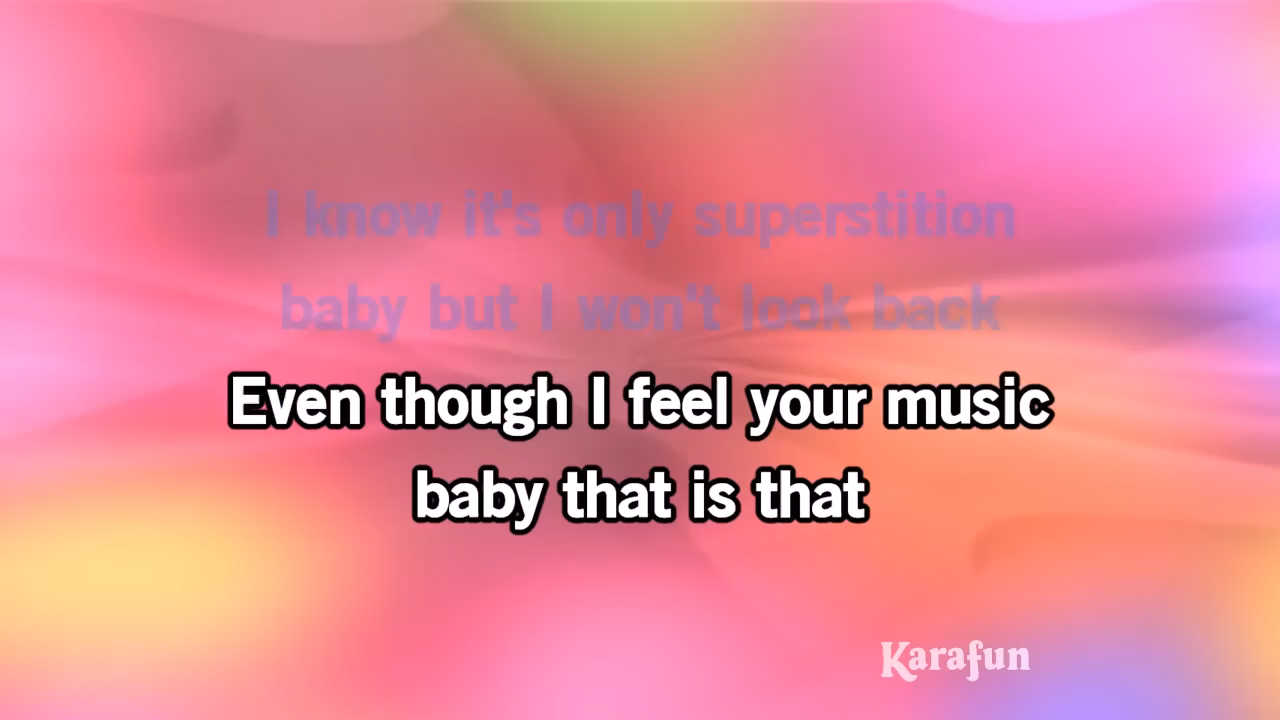 I know it's only superstition
baby but I won't look back
Even though I feel your music
baby that is that
Karafun